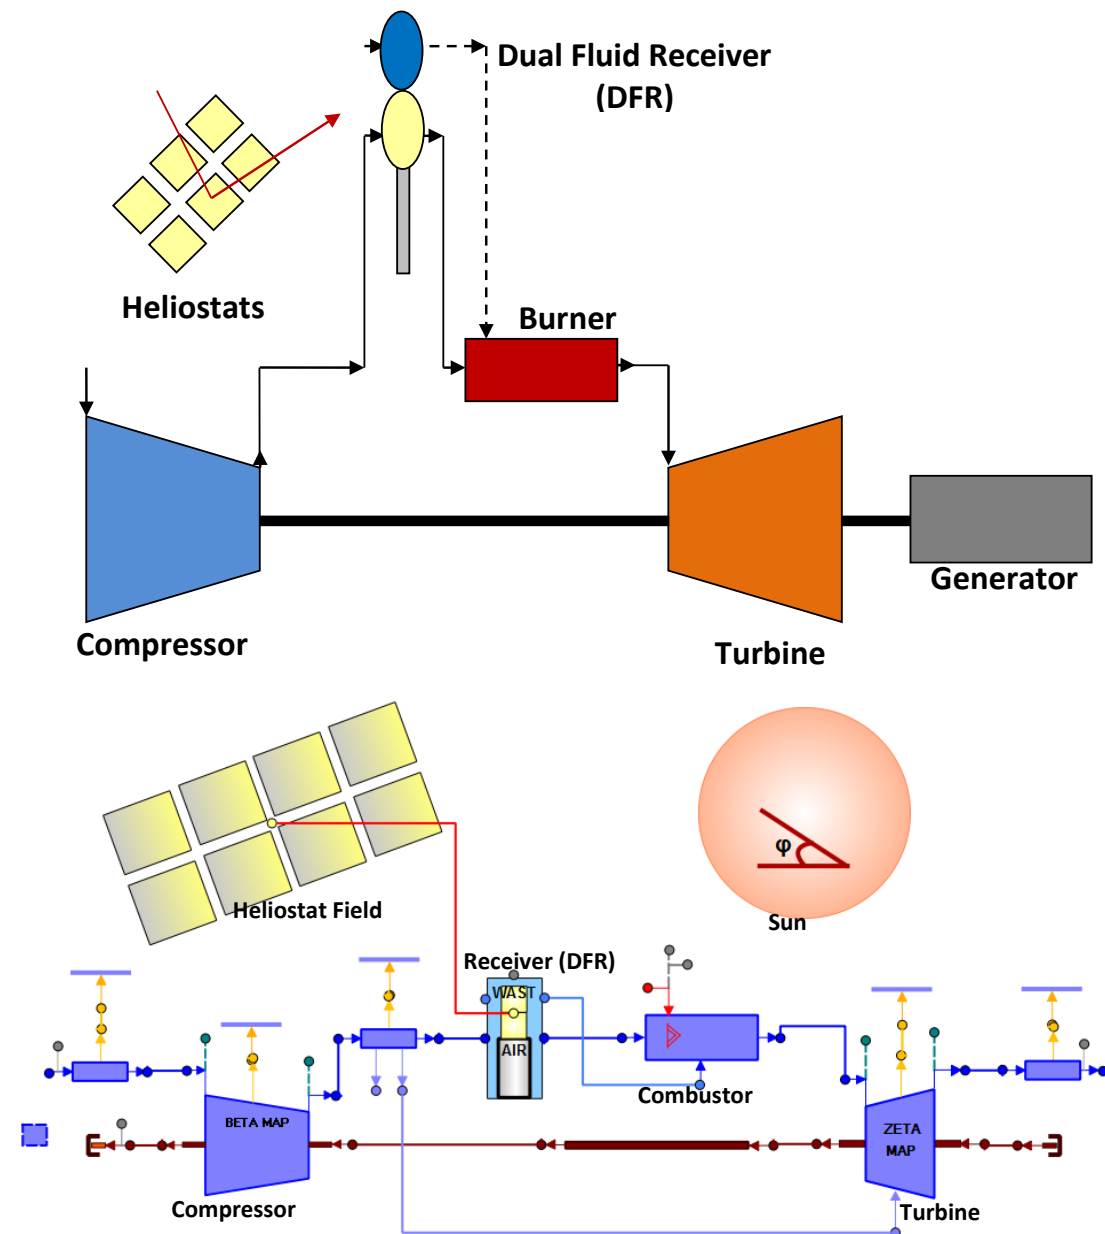 Dual Fluid Receiver
(DFR)
Heliostats
Burner
Generator
Compressor
Turbine
φ
Heliostat Field
Sun
Receiver (DFR)
WAST
AIR
Combustor
BETA MAP
ZETA
MAP
Compressor
Turbine